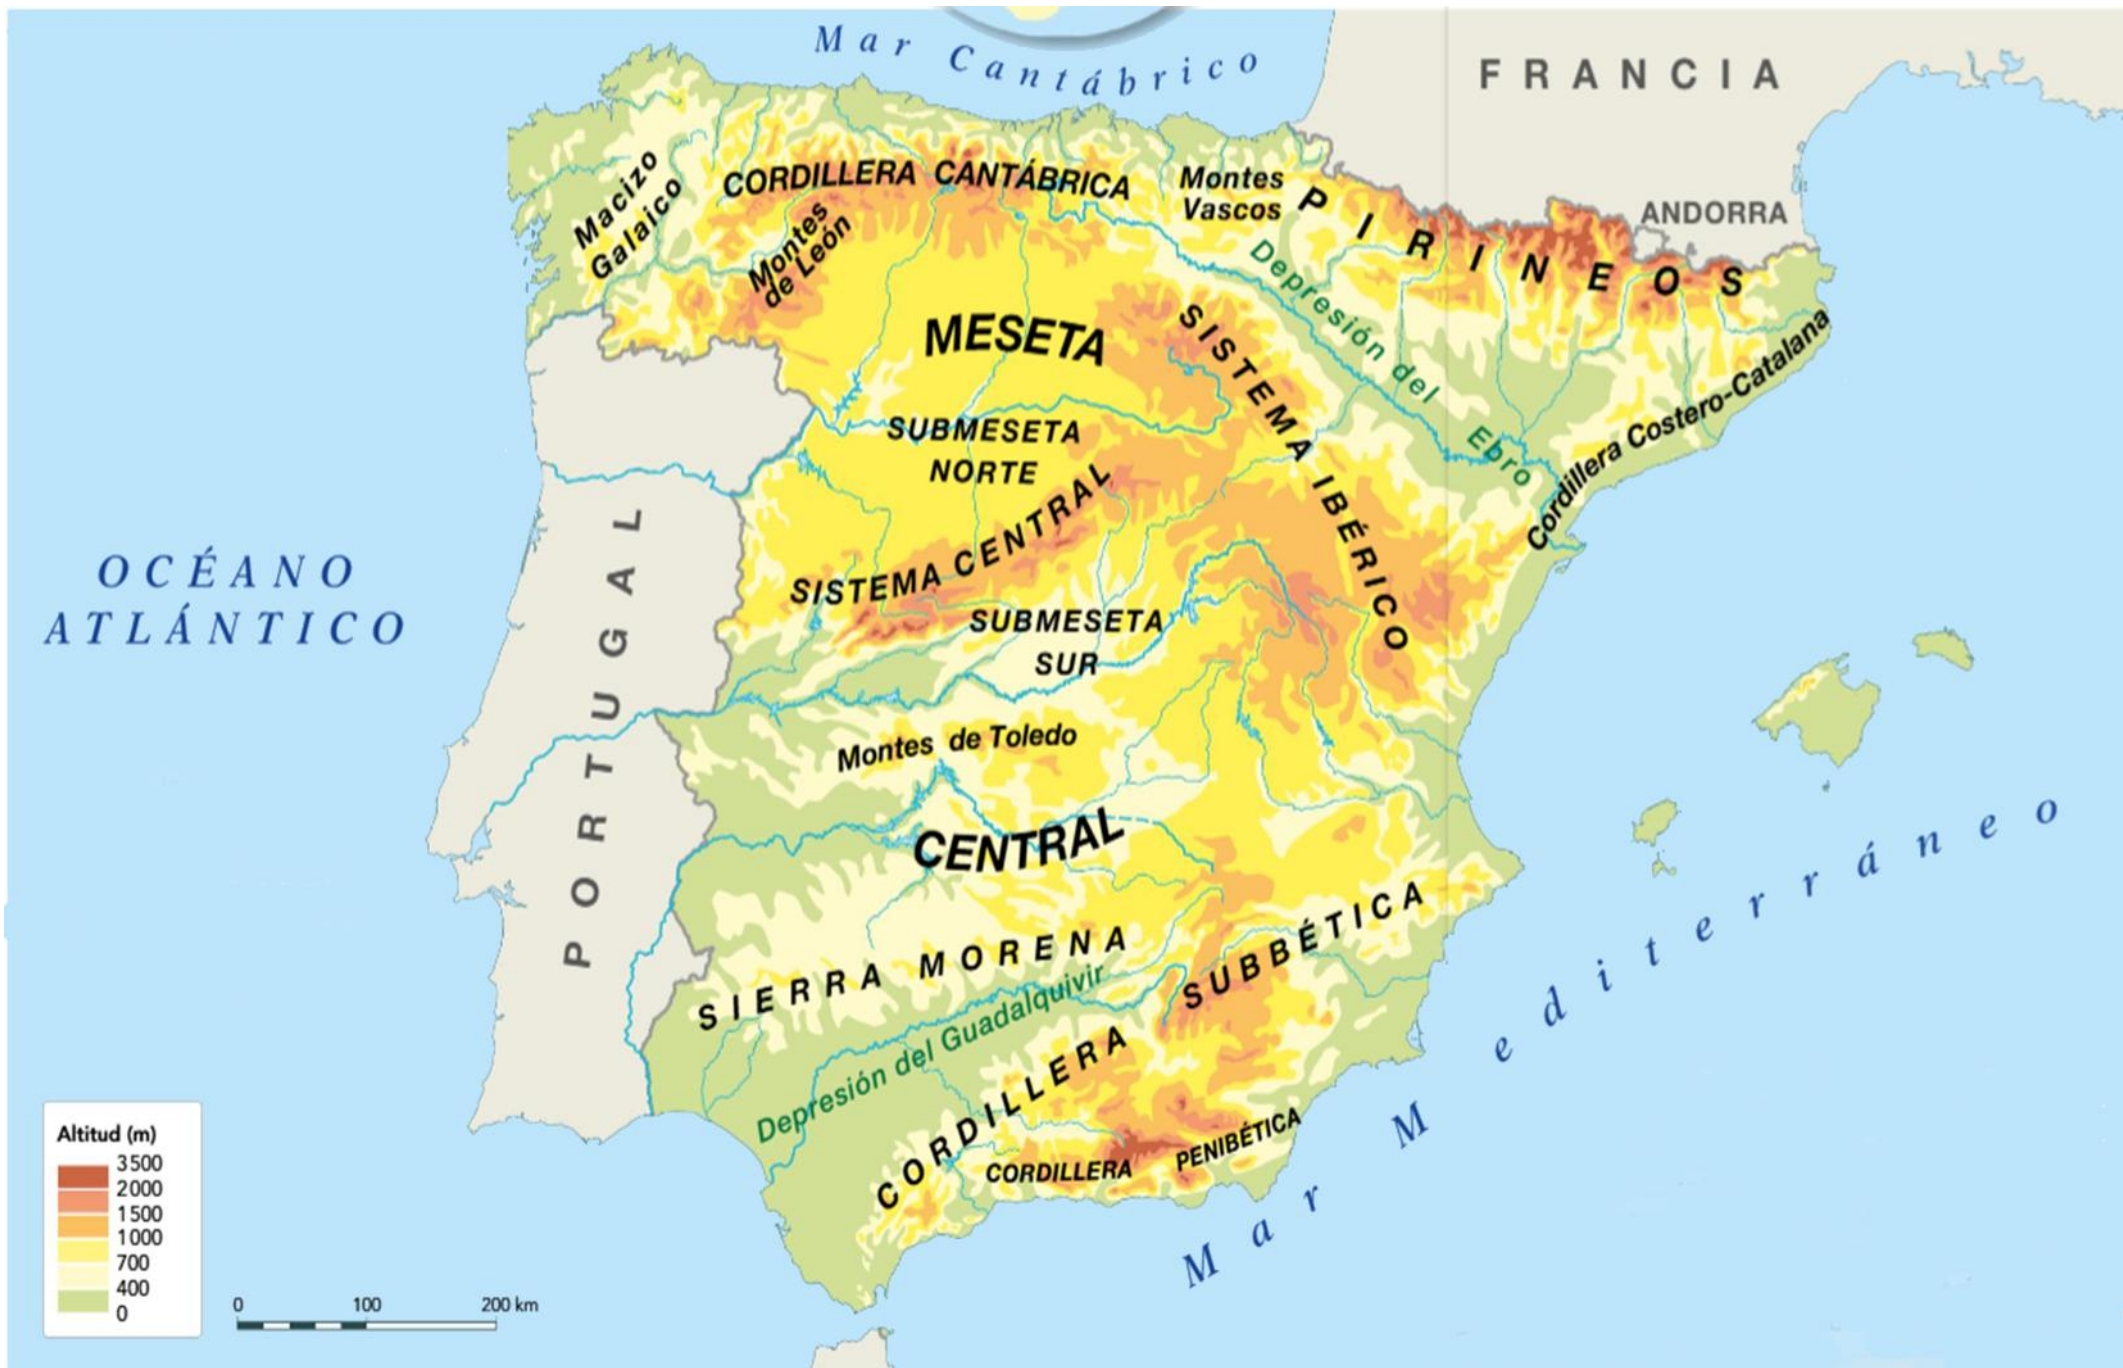 Mar Cantábrico
FRANCIA
ANDORRA
Macizo
Galaico
CORDILLERA CANTÁBRICA
Montes
de León
Montes
Vascos
PIRINEOS
Depresión del Ebro
Cordillera Costero-Catalana
MESETA
SUBMESETA
NORTE
SISTEMA IBÉRICO
SISTEMA CENTRAL
SUBMESETA
SUR
OCÉANO
ATLÁNTICO
PORTUGAL
Montes de Toledo
CENTRAL
SIERRA MORENA
Depresión del Guadalquivir
CORDILLERA SUBBÉTICA
CORDILLERA PENIBÉTICA
Mar Mediterráneo
Altitud (m)
3500
2000
1500
1000
700
400
0
0 100 200 km